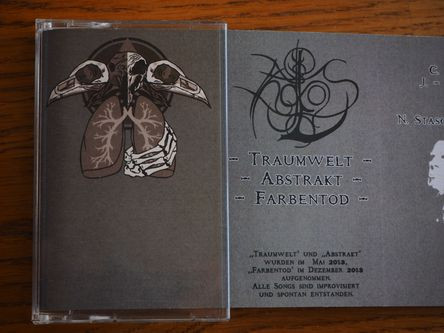 C.
J. -
N. Stasc
- Traumwelt -
- Abstrakt -
- Farbentod -
„Traumwelt" und „Abstrakt"
wurden im Mai 2013,
„Farbentod" im Dezember 2013
aufgenommen.
Alle Songs sind improvisiert
und spontan entstanden.